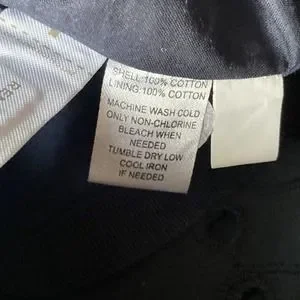 SHELL:100% COTTON
LINING:100% COTTON
MACHINE WASH COLD
ONLY NON-CHLORINE
BLEACH WHEN
NEEDED
TUMBLE DRY LOW
COOL IRON
IF NEEDED